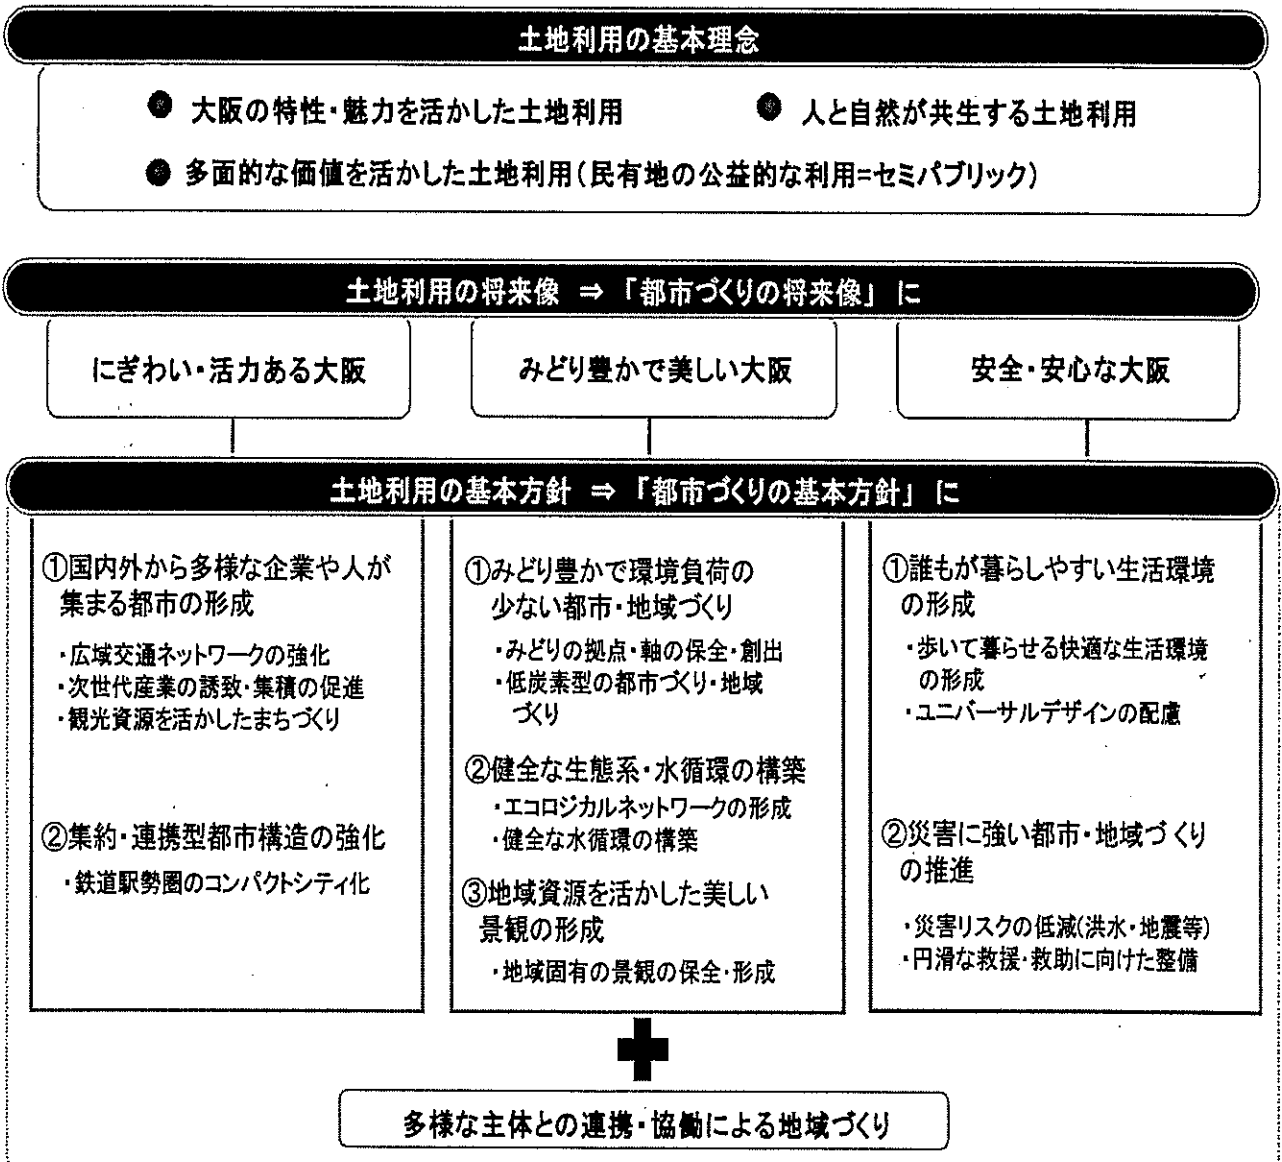 土地利用の基本理念
● 大阪の特性・魅力を活かした土地利用
● 人と自然が共生する土地利用
● 多面的な価値を活かした土地利用(民有地の公益的な利用=セミパブリック)
土地利用の将来像 ⇒ 「都市づくりの将来像」 に
にぎわい・活力ある大阪
みどり豊かで美しい大阪
安全・安心な大阪
土地利用の基本方針 ⇒ 「都市づくりの基本方針」 に
①国内外から多様な企業や人が
集まる都市の形成
・広域交通ネットワークの強化
・次世代産業の誘致・集積の促進
・観光資源を活かしたまちづくり
②集約・連携型都市構造の強化
・鉄道駅勢圏のコンパクトシティ化
①みどり豊かで環境負荷の
少ない都市・地域づくり
・みどりの拠点・軸の保全・創出
・低炭素型の都市づくり・地域
づくり
②健全な生態系・水循環の構築
・エコロジカルネットワークの形成
・健全な水循環の構築
③地域資源を活かした美しい
景観の形成
・地域固有の景観の保全・形成
①誰もが暮らしやすい生活環境
の形成
・歩いて暮らせる快適な生活環境
の形成
・ユニバーサルデザインの配慮
②災害に強い都市・地域づくり
の推進
・災害リスクの低減(洪水・地震等)
・円滑な救援・救助に向けた整備
多様な主体との連携・協働による地域づくり